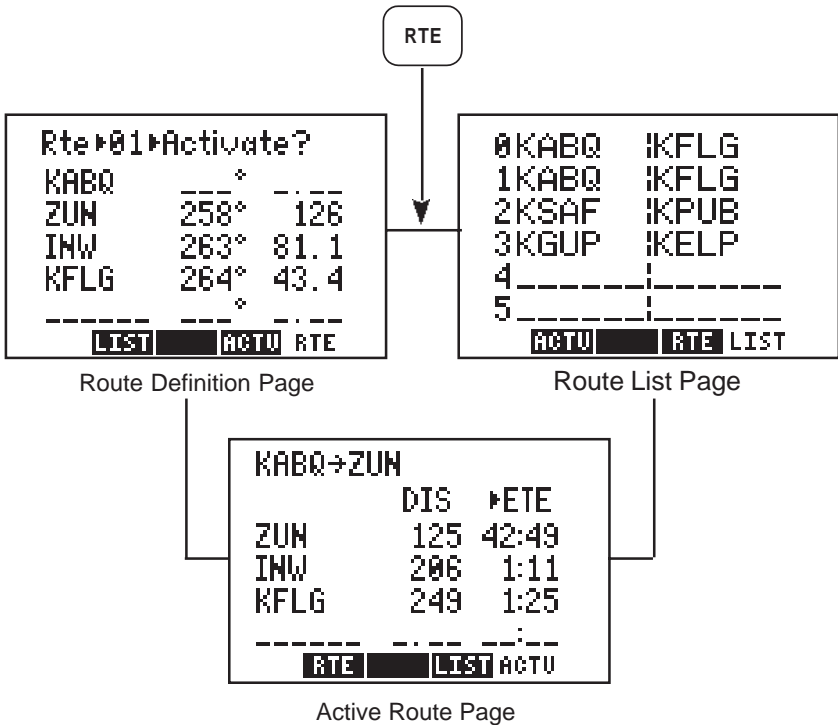 RTE
Rte▸01▸Activate?
KABQ ___° _.__
ZUN 258° 126
INW 263° 81.1
KFLG 264° 43.4
______ ___° _.__
LIST ACTV RTE
Route Definition Page
0KABQ ¦KFLG
1KABQ ¦KFLG
2KSAF ¦KPUB
3KGUP ¦KELP
4______¦______
5______¦______
ACTV RTE LIST
Route List Page
KABQ→ZUN
DIS ▸ETE
ZUN 125 42:49
INW 206 1:11
KFLG 249 1:25
______ _.__ __:__
RTE LIST ACTV
Active Route Page